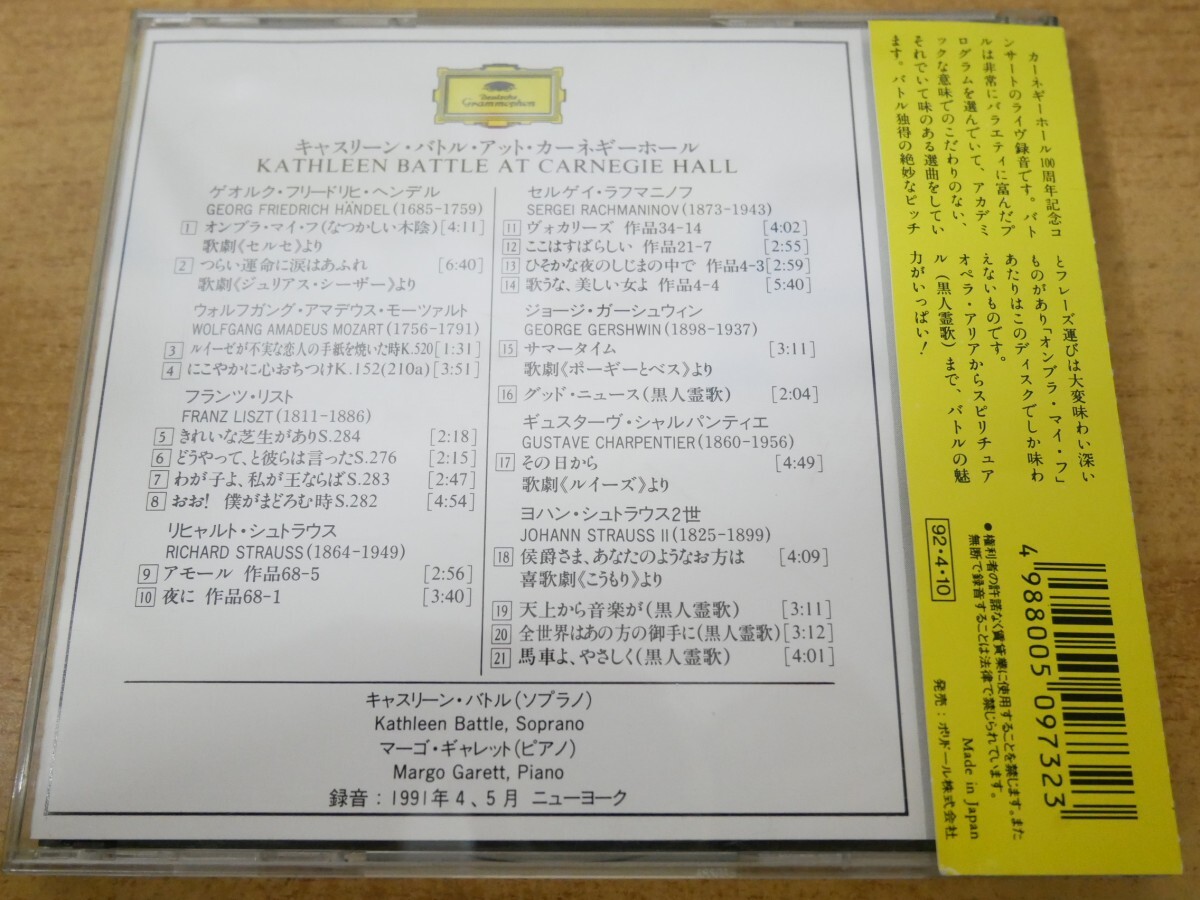 Deutsche
Grammophon
キャスリーン・バトル・アット・カーネギーホール
KATHLEEN BATTLE AT CARNEGIE HALL
ゲオルク・フリードリヒ・ヘンデル
GEORG FRIEDRICH HÄNDEL (1685-1759)
1 オンブラ・マイ・フ(なつかしい木陰) [4:11]
歌劇《セルセ》より
2 つらい運命に涙はあふれ [6:40]
歌劇《ジュリアス・シーザー》より
ウォルフガング・アマデウス・モーツァルト
WOLFGANG AMADEUS MOZART (1756-1791)
3 ルイーゼが不実な恋人の手紙を焼いた時K.520 [1:31]
4 にこやかに心おちつけK.152(210a) [3:51]
フランツ・リスト
FRANZ LISZT (1811-1886)
5 きれいな芝生がありS.284 [2:18]
6 どうやって、と彼らは言ったS.276 [2:15]
7 わが子よ、私が王ならばS.283 [2:47]
8 おお! 僕がまどろむ時S.282 [4:54]
リヒャルト・シュトラウス
RICHARD STRAUSS (1864-1949)
9 アモール 作品68-5 [2:56]
10 夜に 作品68-1 [3:40]
セルゲイ・ラフマニノフ
SERGEI RACHMANINOV (1873-1943)
11 ヴォカリーズ 作品34-14 [4:02]
12 ここはすばらしい 作品21-7 [2:55]
13 ひそかな夜のしじまの中で 作品4-3 [2:59]
14 歌うな、美しい女よ 作品4-4 [5:40]
ジョージ・ガーシュウィン
GEORGE GERSHWIN (1898-1937)
15 サマータイム [3:11]
歌劇《ポーギーとベス》より
16 グッド・ニュース(黒人霊歌) [2:04]
ギュスターヴ・シャルパンティエ
GUSTAVE CHARPENTIER (1860-1956)
17 その日から [4:49]
歌劇《ルイーズ》より
ヨハン・シュトラウス2世
JOHANN STRAUSS II (1825-1899)
18 侯爵さま、あなたのようなお方は [4:09]
喜歌劇《こうもり》より
19 天上から音楽が(黒人霊歌) [3:11]
20 全世界はあの方の御手に(黒人霊歌) [3:12]
21 馬車よ、やさしく(黒人霊歌) [4:01]
キャスリーン・バトル(ソプラノ)
Kathleen Battle, Soprano
マーゴ・ギャレット(ピアノ)
Margo Garett, Piano
録音:1991年4、5月 ニューヨーク
カーネギーホール100周年記念コ
ンサートのライヴ録音です。バト
ルは非常にバラエティに富んだプ
ログラムを選んでいて、アカデミ
ックな意味でのこだわりのない、
それでいて味のある選曲をしてい
ます。バトル独得の絶妙なピッチ
とフレーズ運びは大変味わい深い
ものがあり「オンブラ・マイ・フ」
あたりはこのディスクでしか味わ
えないものです。
オペラ・アリアからスピリチュア
ル(黒人霊歌)まで、バトルの魅
力がいっぱい!
92・4・10
●権利者の許諾なく賃貸業に使用することを禁じます。また
無断で録音することは法律で禁じられています。
Made in Japan
発売:ポリドール株式会社
4 988005 097323